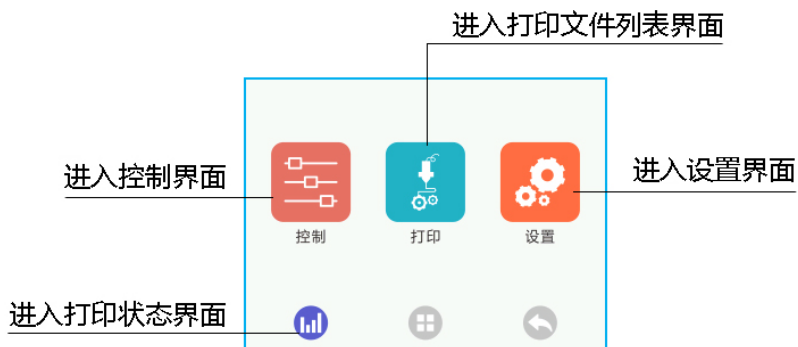 进入打印文件列表界面
进入控制界面
进入设置界面
控制
打印
设置
进入打印状态界面